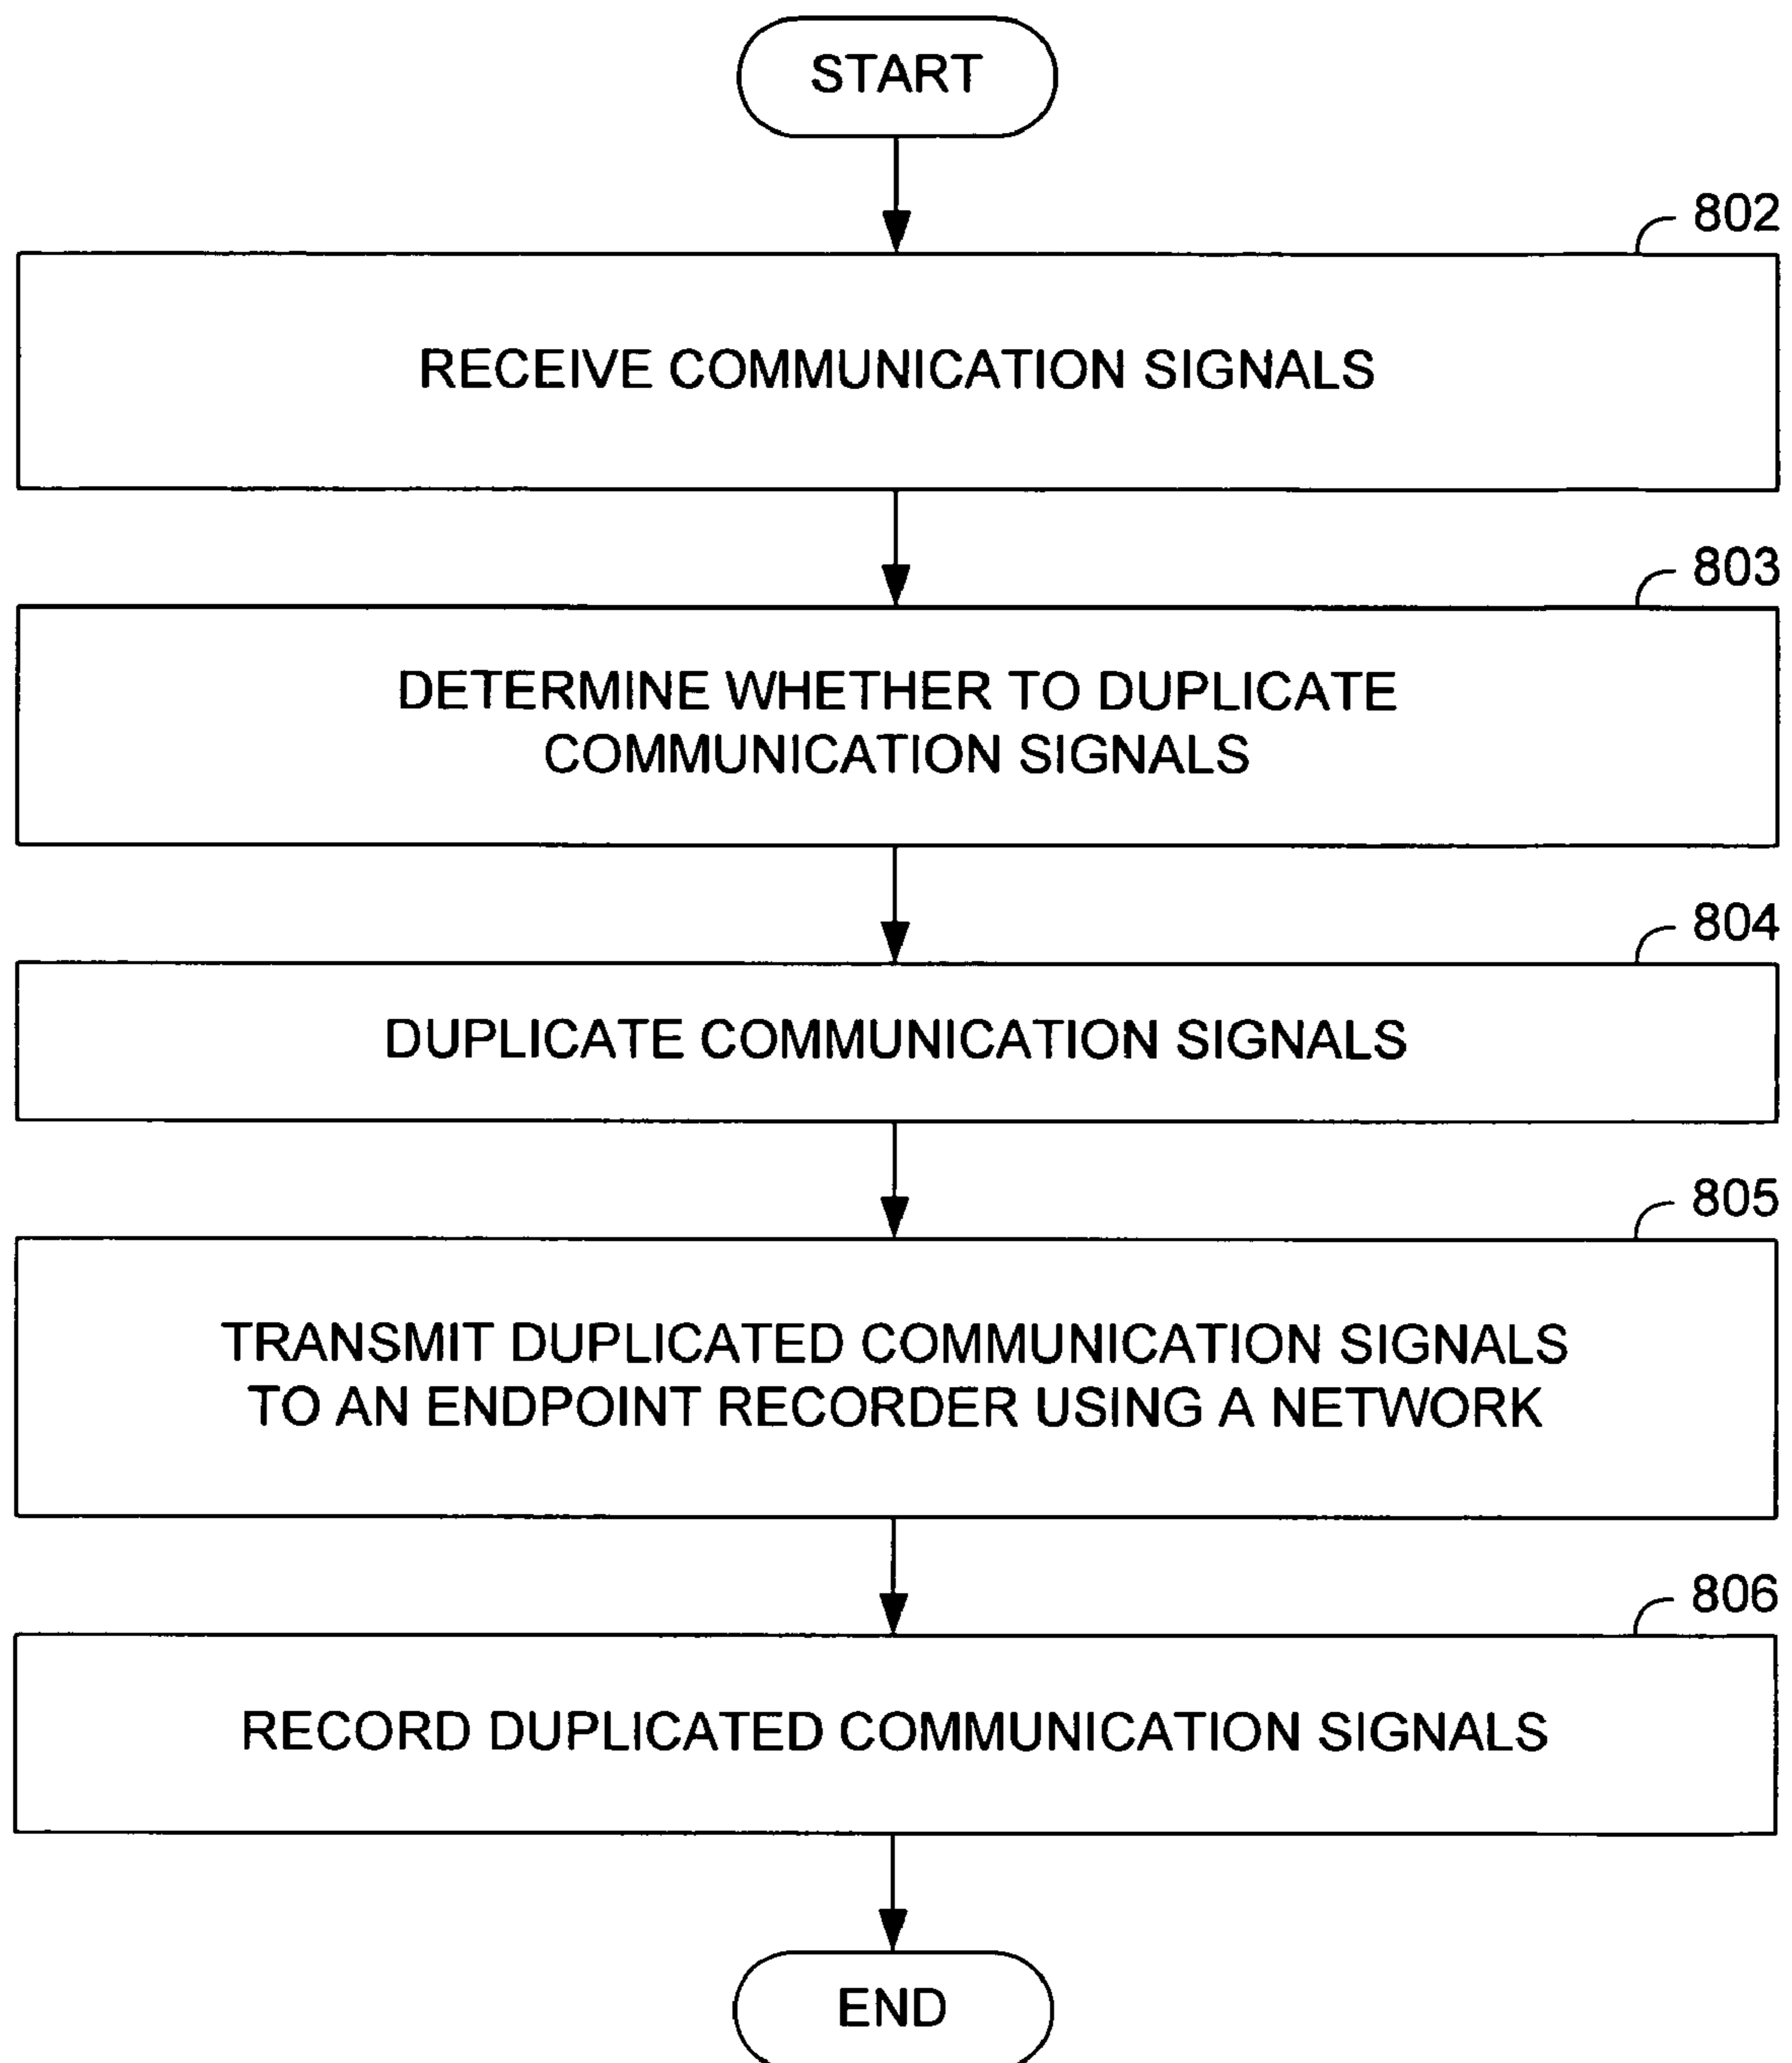 START
802
RECEIVE COMMUNICATION SIGNALS
803
DETERMINE WHETHER TO DUPLICATE
COMMUNICATION SIGNALS
804
DUPLICATE COMMUNICATION SIGNALS
805
TRANSMIT DUPLICATED COMMUNICATION SIGNALS
TO AN ENDPOINT RECORDER USING A NETWORK
806
RECORD DUPLICATED COMMUNICATION SIGNALS
END